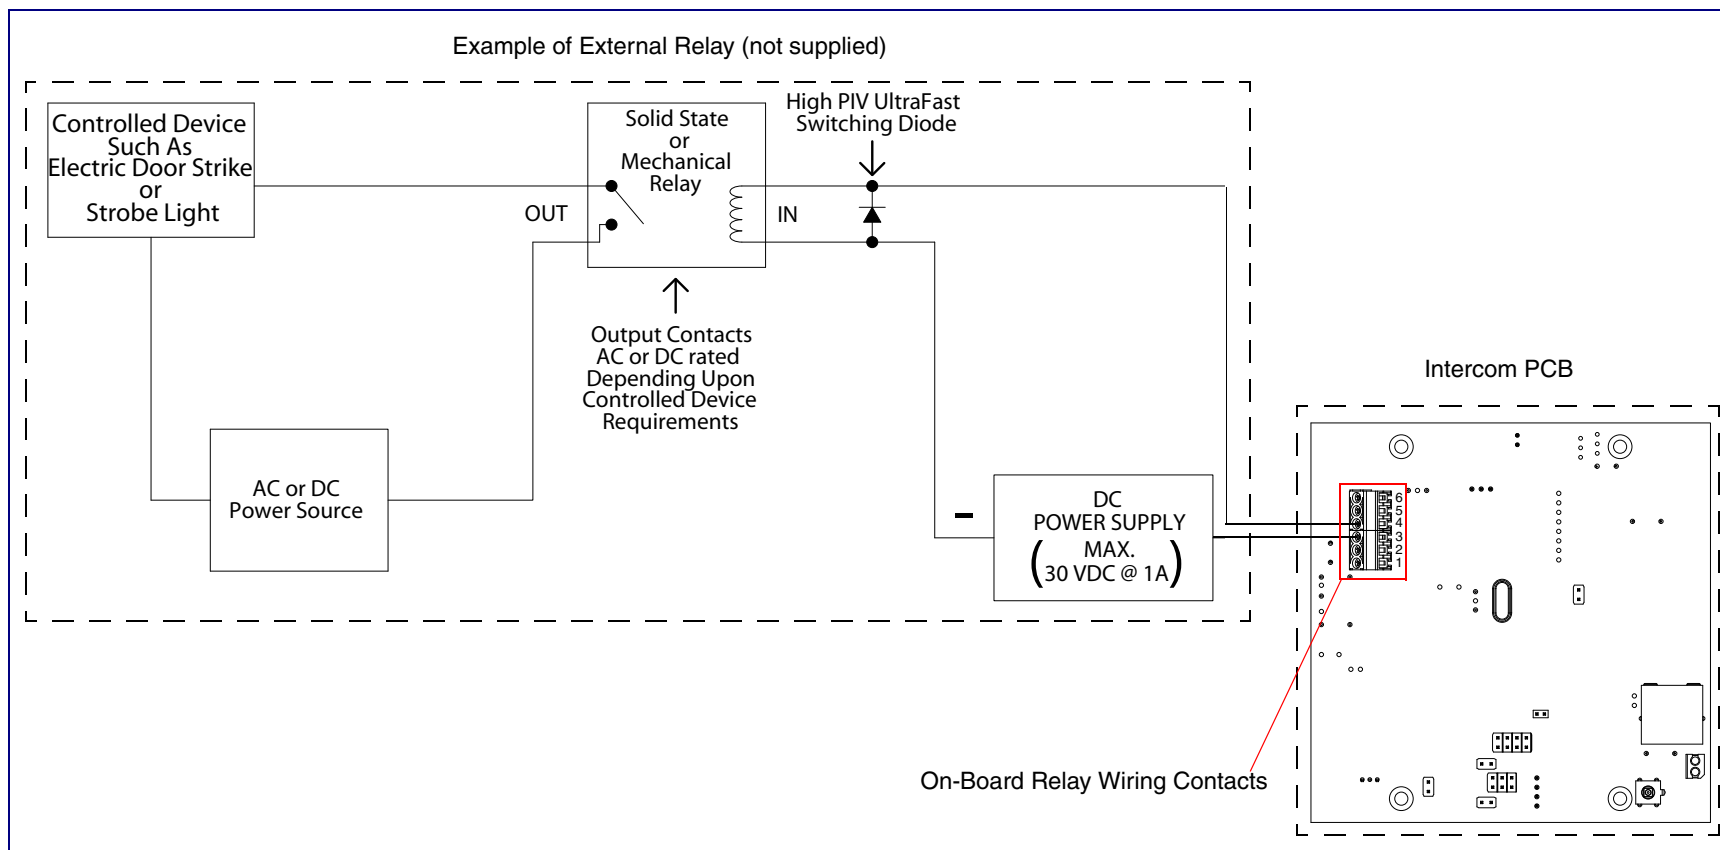 Example of External Relay (not supplied)
Controlled Device
Such As
Electric Door Strike
or
Strobe Light
Solid State
or
Mechanical
Relay
High PIV UltraFast
Switching Diode
OUT
IN
Output Contacts
AC or DC rated
Depending Upon
Controlled Device
Requirements
AC or DC
Power Source
–
DC
POWER SUPPLY
( MAX.
30 VDC @ 1A )
Intercom PCB
6
5
4
3
2
1
On-Board Relay Wiring Contacts